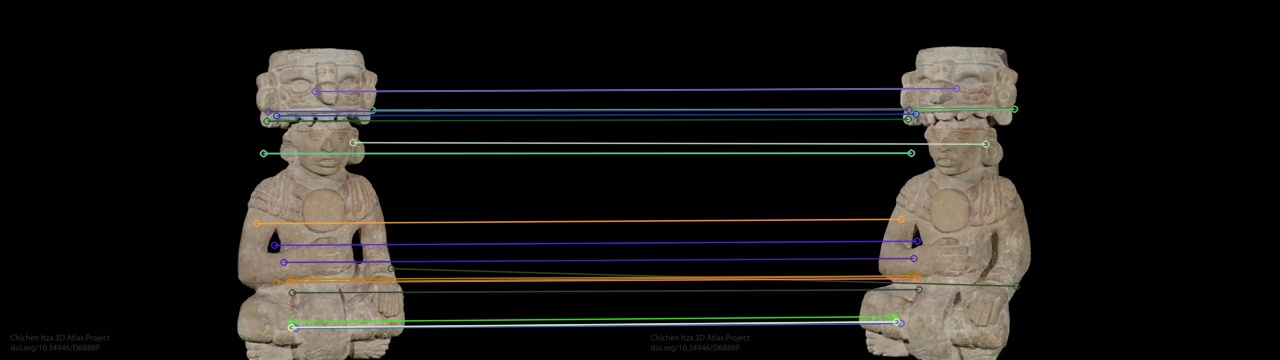 Chichen Itza 3D Atlas Project
doi.org/10.34946/D6B88P
Chichen Itza 3D Atlas Project
doi.org/10.34946/D6B88P